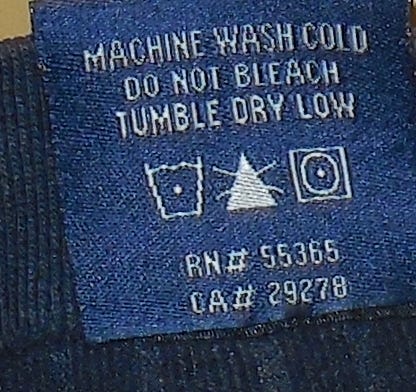 MACHINE WASH COLD
DO NOT BLEACH
TUMBLE DRY LOW
RN# 55365
CA# 29278